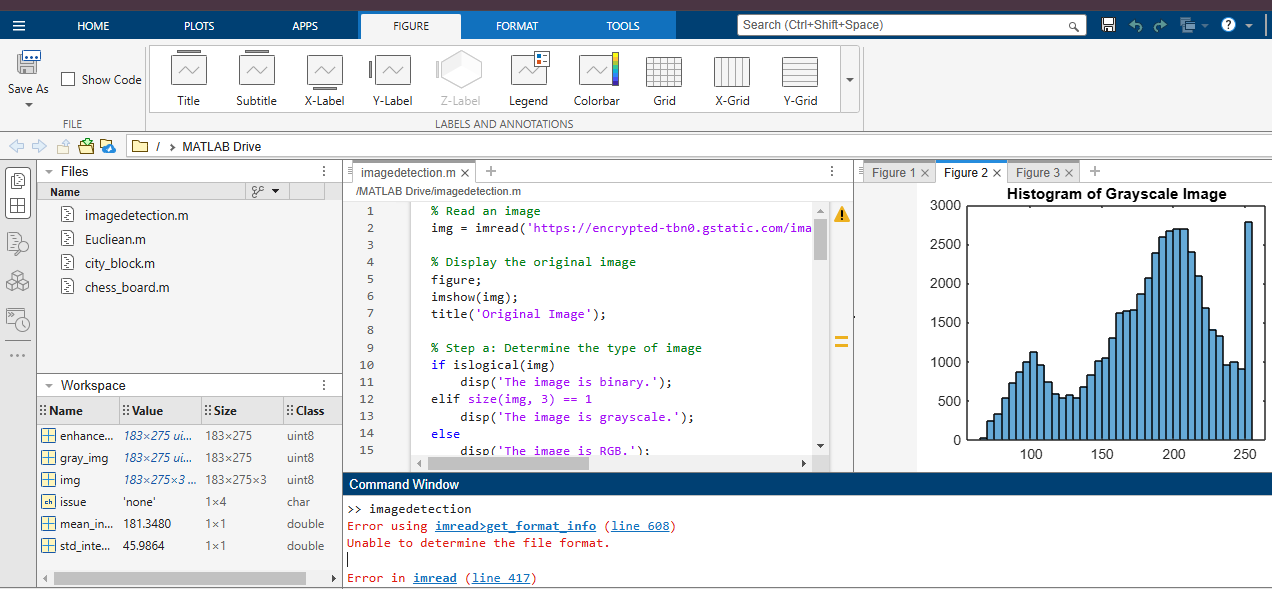 HOME PLOTS APPS FIGURE FORMAT TOOLS Search (Ctrl+Shift+Space) ?
Save As Show Code
Title Subtitle X-Label Y-Label Z-Label Legend Colorbar Grid X-Grid Y-Grid
FILE LABELS AND ANNOTATIONS
/ > MATLAB Drive
Files
Name
imagedetection.m
Eucliean.m
city_block.m
chess_board.m
Workspace
Name Value Size Class
enhance... 183×275 ui... 183×275 uint8
gray_img 183×275 ui... 183×275 uint8
img 183×275×3 ... 183×275×3 uint8
ch issue 'none' 1×4 char
mean_in... 181.3480 1×1 double
std_inte... 45.9864 1×1 double
imagedetection.m × +
/MATLAB Drive/imagedetection.m
1 % Read an image
2 img = imread('https://encrypted-tbn0.gstatic.com/ima
3
4 % Display the original image
5 figure;
6 imshow(img);
7 title('Original Image');
8
9 % Step a: Determine the type of image
10 if islogical(img)
11 disp('The image is binary.');
12 elif size(img, 3) == 1
13 disp('The image is grayscale.');
14 else
15 disp('The image is RGB.');
Figure 1 × Figure 2 × Figure 3 × +
Histogram of Grayscale Image
3000
2500
2000
1500
1000
500
0
100 150 200 250
Command Window
>> imagedetection
Error using imread>get_format_info (line 608)
Unable to determine the file format.
Error in imread (line 417)